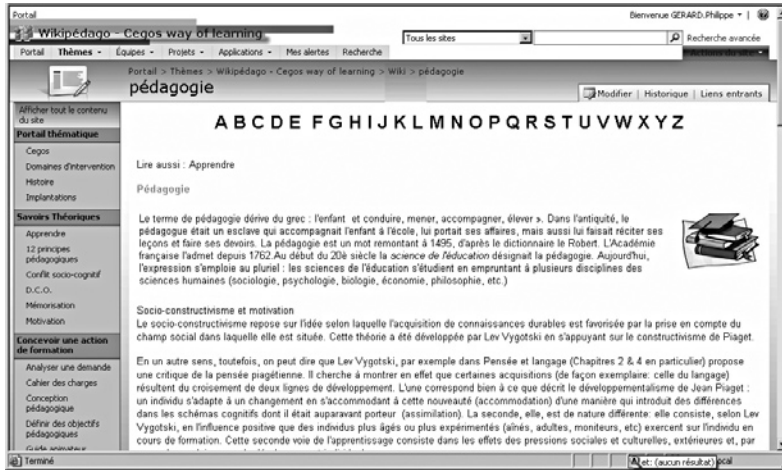 Portail
Bienvenue GERARD.Philippe
Wikipédago - Cegos way of learning
Tous les sites
Recherche avancée
Portail Thèmes Équipes Projets Applications Mes alertes Recherche
Actions du site
Portail > Thèmes > Wikipédago - Cegos way of learning > Wiki > pédagogie
pédagogie
Modifier | Historique | Liens entrants
Afficher tout le contenu
du site
Portail thématique
Cegos
Domaines d'intervention
Histoire
Implantations
Savoirs Théoriques
Apprendre
12 principes
pédagogiques
Conflit socio-cognitif
D.C.O.
Mémorisation
Motivation
Concevoir une action
de formation
Analyser une demande
Cahier des charges
Conception
pédagogique
Définir des objectifs
pédagogiques
Guide animateur
A B C D E F G H I J K L M N O P Q R S T U V W X Y Z
Lire aussi : Apprendre
Pédagogie
Le terme de pédagogie dérive du grec : l'enfant et conduire, mener, accompagner, élever ». Dans l'antiquité, le
pédagogue était un esclave qui accompagnait l'enfant à l'école, lui portait ses affaires, mais aussi lui faisait réciter ses
leçons et faire ses devoirs. La pédagogie est un mot remontant à 1495, d'après le dictionnaire le Robert. L'Académie
française l'admet depuis 1762.Au début du 20è siècle la science de l'éducation désignait la pédagogie. Aujourd'hui,
l'expression s'emploie au pluriel : les sciences de l'éducation s'étudient en empruntant à plusieurs disciplines des
sciences humaines (sociologie, psychologie, biologie, économie, philosophie, etc.)
Socio-constructivisme et motivation
Le socio-constructivisme repose sur l'idée selon laquelle l'acquisition de connaissances durables est favorisée par la prise en compte du
champ social dans laquelle elle est située. Cette théorie a été développée par Lev Vygotski en s'appuyant sur le constructivisme de Piaget.
En un autre sens, toutefois, on peut dire que Lev Vygotski, par exemple dans Pensée et langage (Chapitres 2 & 4 en particulier) propose
une critique de la pensée piagétienne. Il cherche à montrer en effet que certaines acquisitions (de façon exemplaire: celle du langage)
résultent du croisement de deux lignes de développement. L'une correspond bien à ce que décrit le développementalisme de Jean Piaget :
un individu s'adapte à un changement en s'accommodant à cette nouveauté (accommodation) d'une manière qui introduit des différences
dans les schémas cognitifs dont il était auparavant porteur (assimilation). La seconde, elle, est de nature différente: elle consiste, selon Lev
Vygotski, en l'influence positive que des individus plus âgés ou plus expérimentés (aînés, adultes, moniteurs, etc) exercent sur l'individu en
cours de formation. Cette seconde voie de l'apprentissage consiste dans les effets des pressions sociales et culturelles, extérieures et, par
Terminé
et: (aucun résultat)
ocal